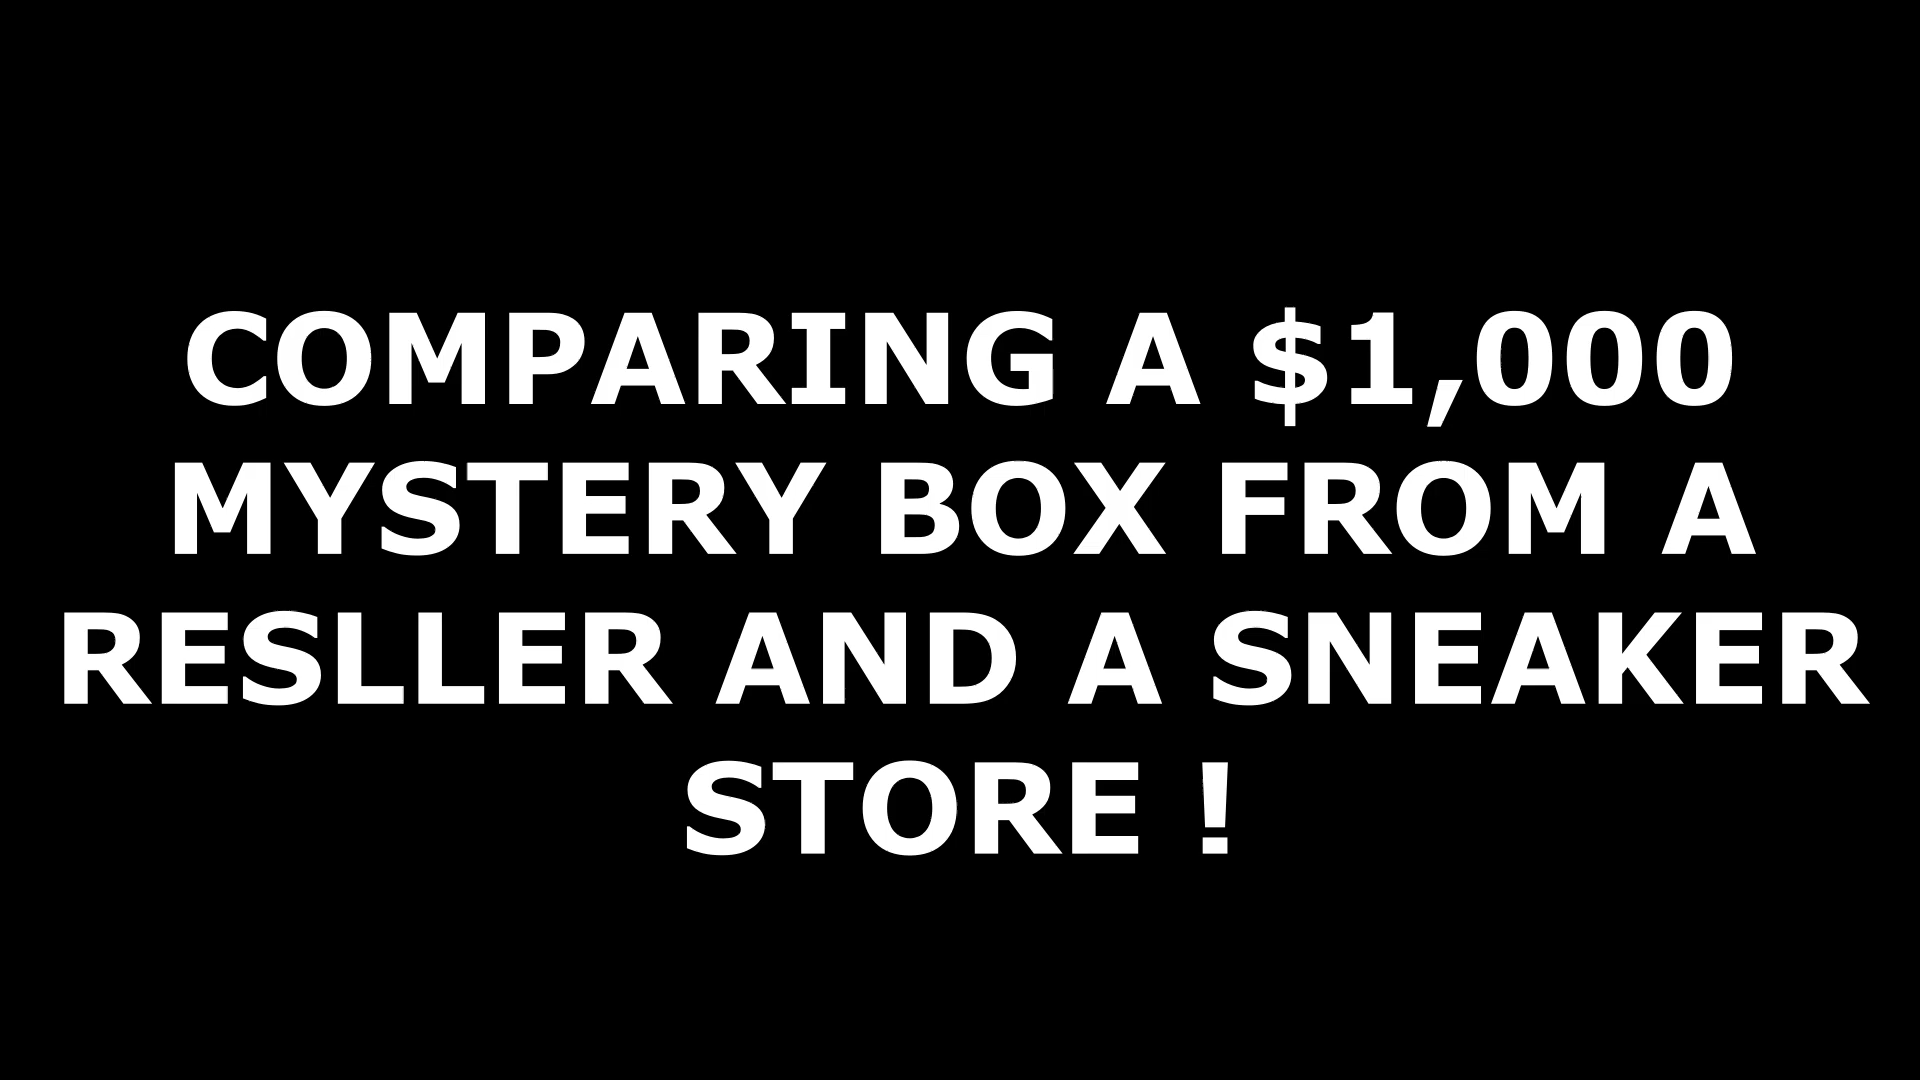 COMPARING A $1,000
MYSTERY BOX FROM A
RESLLER AND A SNEAKER
STORE !